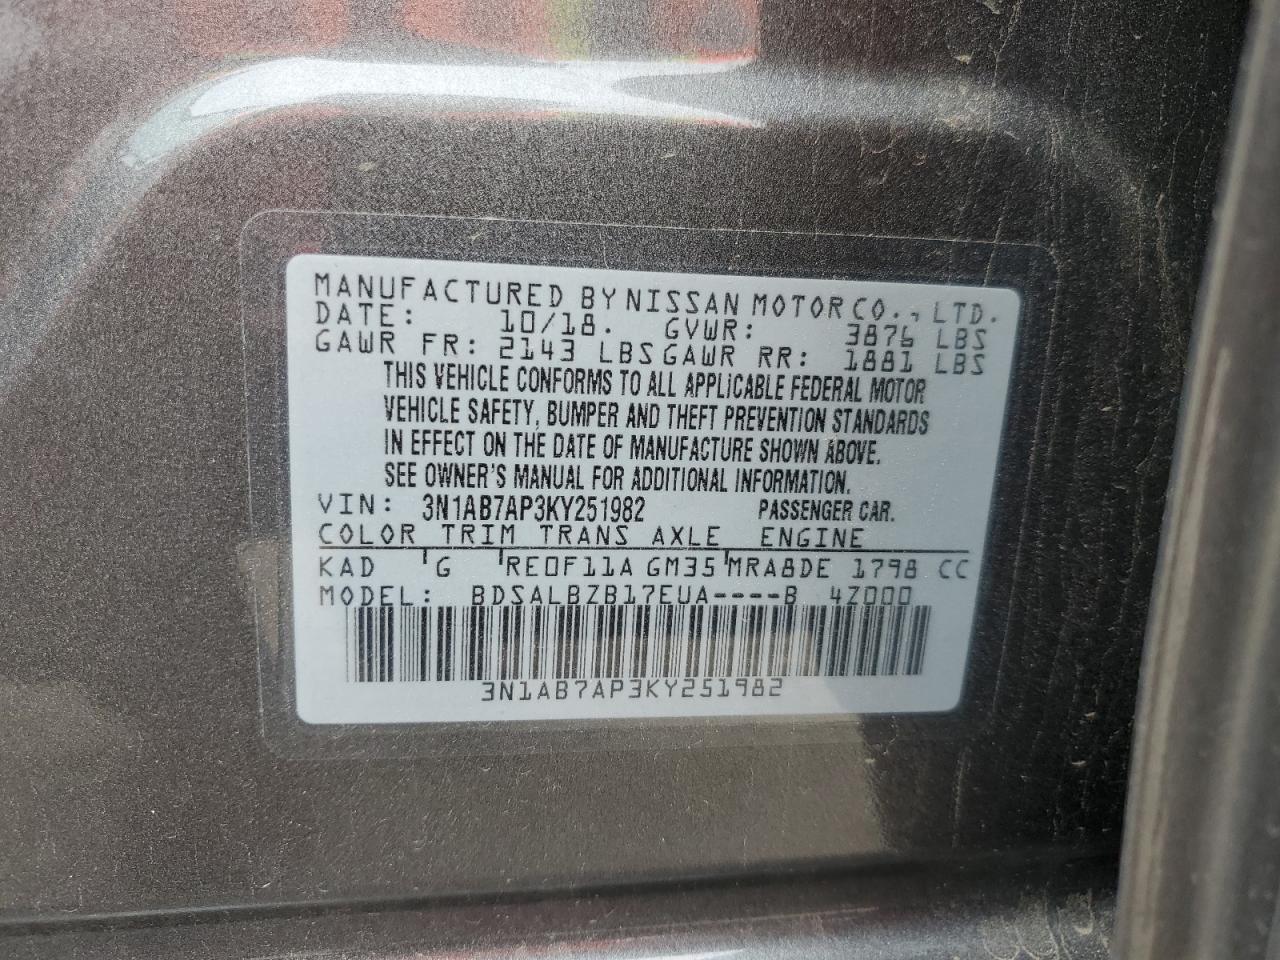 MANUFACTURED BY NISSAN MOTOR CO., LTD.
DATE: 10/18. GVWR: 3876 LBS
GAWR FR: 2143 LBS GAWR RR: 1881 LBS
THIS VEHICLE CONFORMS TO ALL APPLICABLE FEDERAL MOTOR
VEHICLE SAFETY, BUMPER AND THEFT PREVENTION STANDARDS
IN EFFECT ON THE DATE OF MANUFACTURE SHOWN ABOVE.
SEE OWNER'S MANUAL FOR ADDITIONAL INFORMATION.
VIN: 3N1AB7AP3KY251982 PASSENGER CAR.
COLOR TRIM TRANS AXLE ENGINE
KAD G RE0F11A GM35 MRA8DE 1798 CC
MODEL: BDSALBZB17EUA----B 4Z000
3N1AB7AP3KY251982